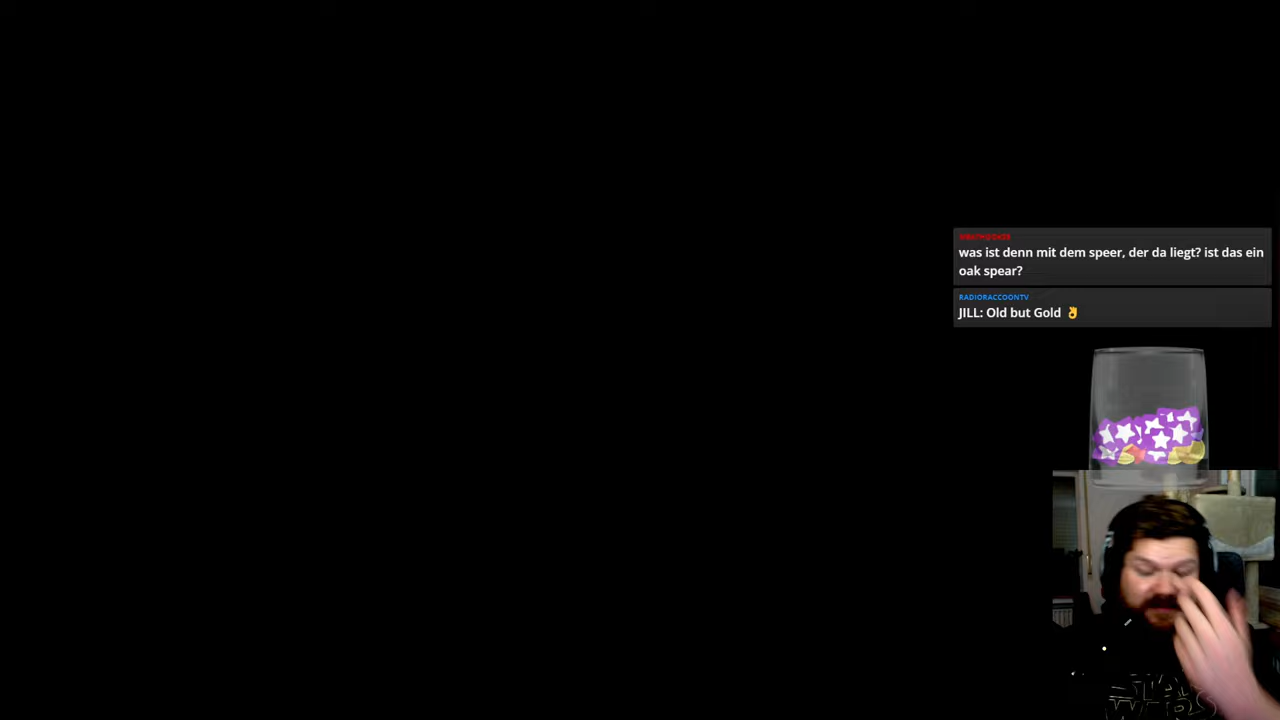 was ist denn mit dem speer, der da liegt? ist das ein
oak spear?
RADIORACCOONTV
JILL: Old but Gold 👌